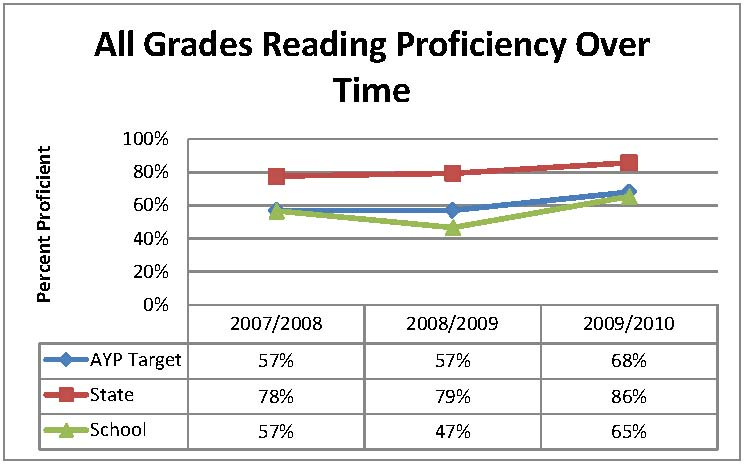 All Grades Reading Proficiency Over
Time
Percent Proficient
100%
80%
60%
40%
20%
0%
2007/2008 2008/2009 2009/2010
AYP Target 57% 57% 68%
State 78% 79% 86%
School 57% 47% 65%